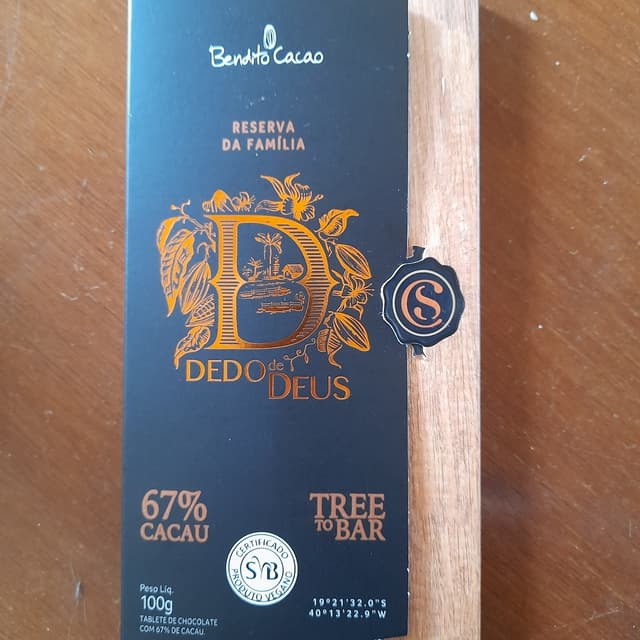 Bendito Cacao
RESERVA
DA FAMÍLIA
D
DEDO de
DEUS
CS
67%
CACAU
TREE
TO BAR
CERTIFICADO
SVB
PRODUTO VEGANO
Peso Líq.
100g
TABLETE DE CHOCOLATE
COM 67% DE CACAU.
19°21'32.0"S
40°13'22.9"W